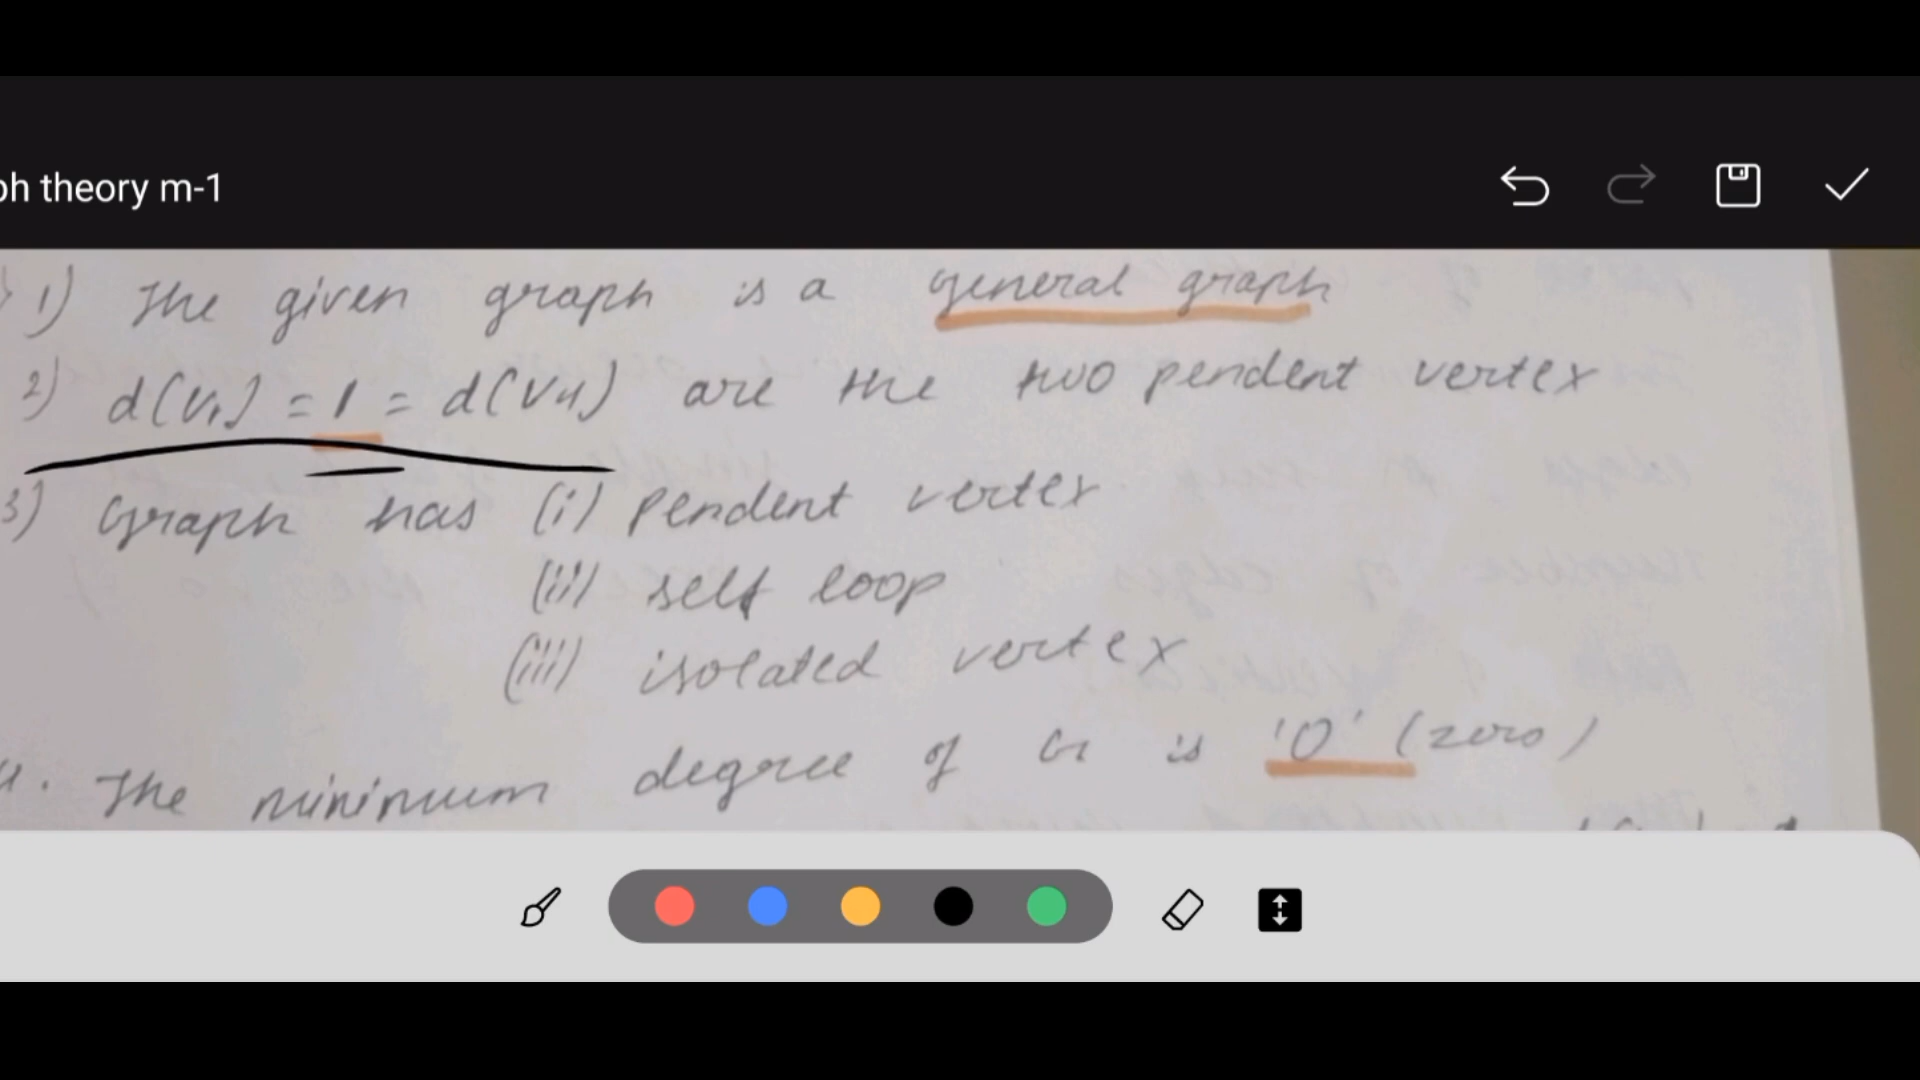 ph theory m-1
1) The given graph is a general graph
2) d(V1) = 1 = d(V4) are the two pendent vertex
3) Graph has (i) pendent vertex
(ii) self loop
(iii) isolated vertex
4. The minimum degree of G is '0' (zero)